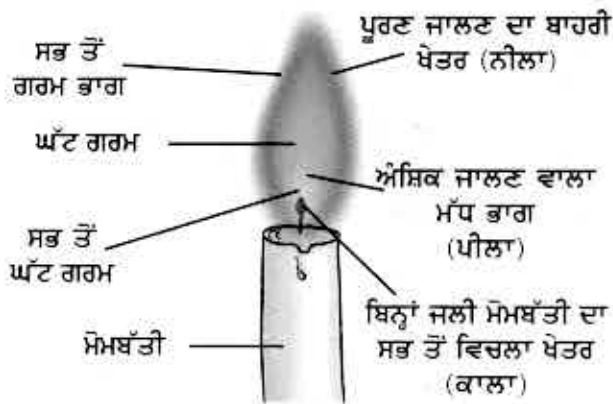 ਸਭ ਤੋਂ
ਗਰਮ ਭਾਗ
ਘੱਟ ਗਰਮ
ਸਭ ਤੋਂ
ਘੱਟ ਗਰਮ
ਮੋਮਬੱਤੀ
ਪੂਰਣ ਜਾਲਣ ਦਾ ਬਾਹਰੀ
ਖੇਤਰ (ਨੀਲਾ)
ਅੰਸ਼ਿਕ ਜਾਲਣ ਵਾਲਾ
ਮੱਧ ਭਾਗ
(ਪੀਲਾ)
ਬਿਨ੍ਹਾਂ ਜਲੀ ਮੋਮਬੱਤੀ ਦਾ
ਸਭ ਤੋਂ ਵਿਚਲਾ ਖੇਤਰ
(ਕਾਲਾ)